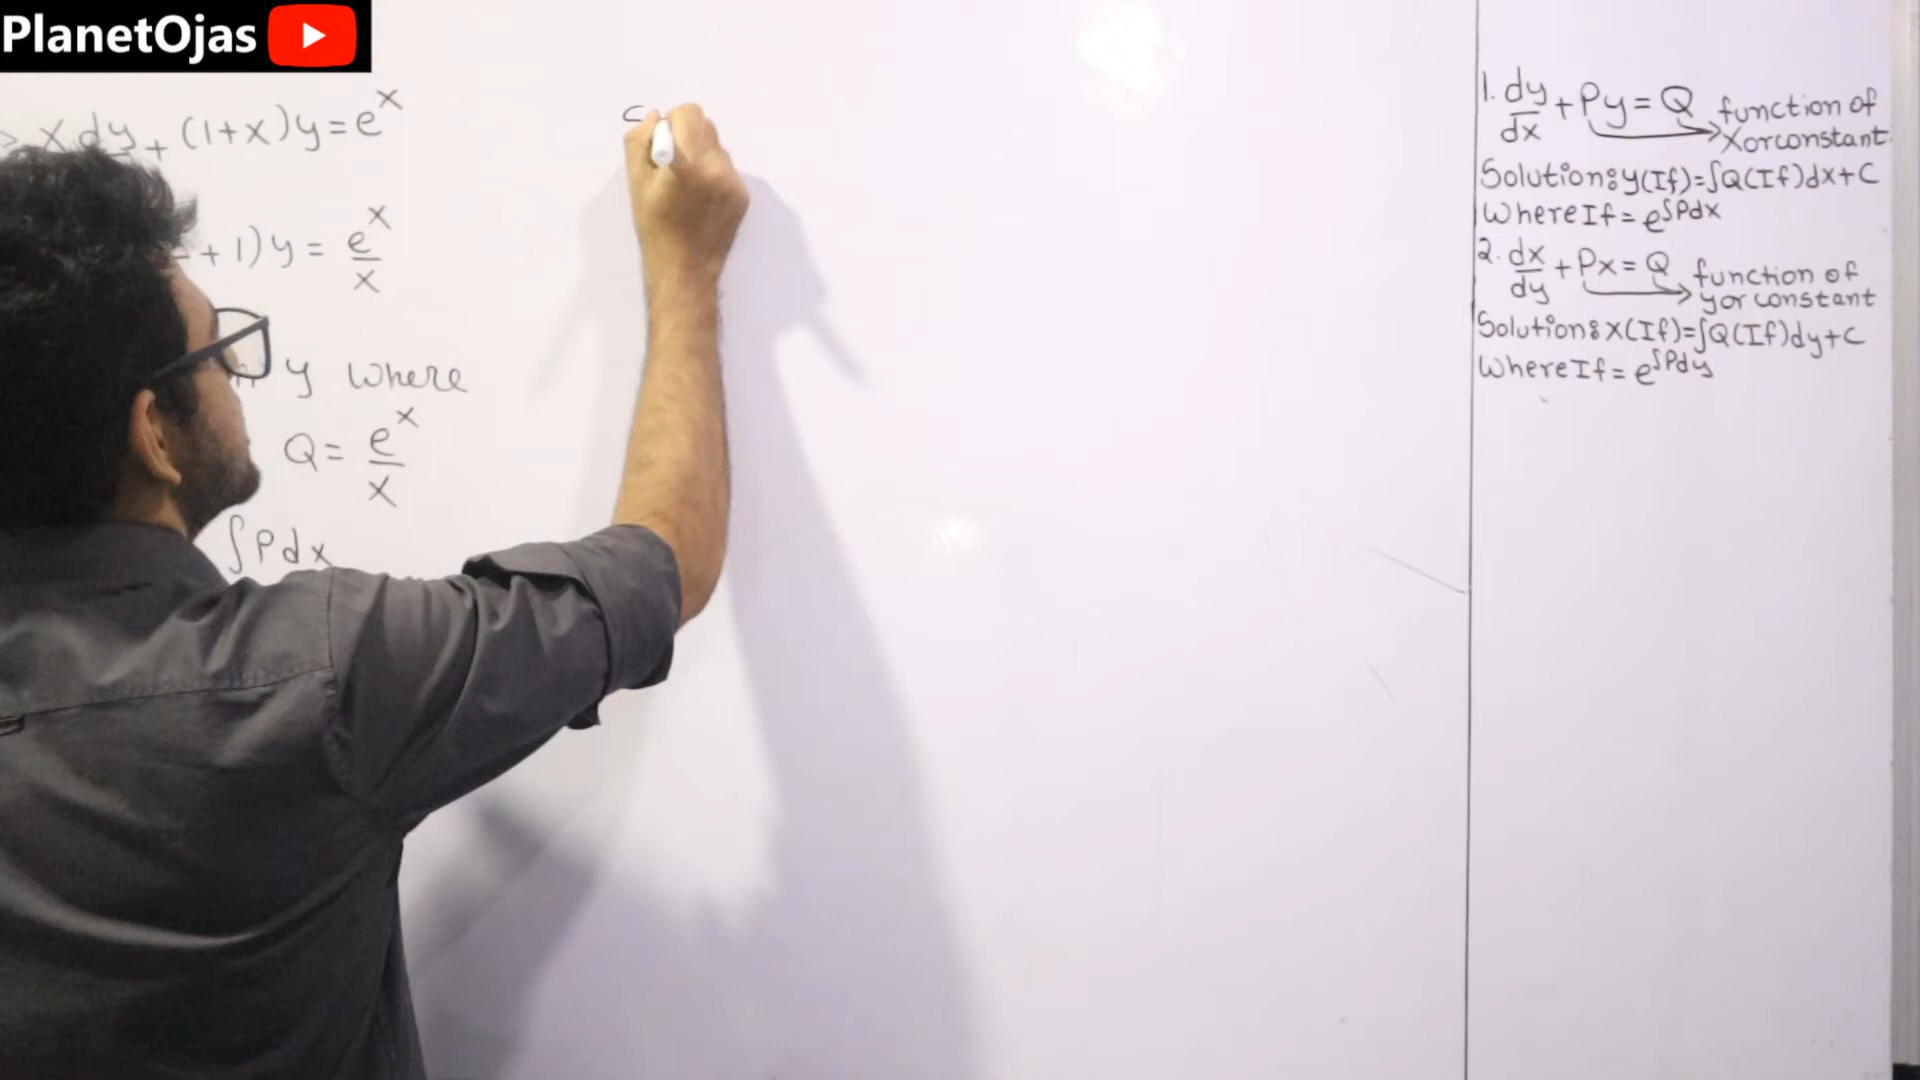 PlanetOjas
x dy + (1+x)y = e^x
+ 1) y = e^x/x
y where
Q = e^x/x
∫Pdx
1. dy/dx + Py = Q function of
x or constant
Solution: y(If)=∫Q(If)dx+C
Where If = e^∫Pdx
2. dx/dy + Px = Q function of
y or constant
Solution: x(If)=∫Q(If)dy+C
Where If = e^∫Pdy